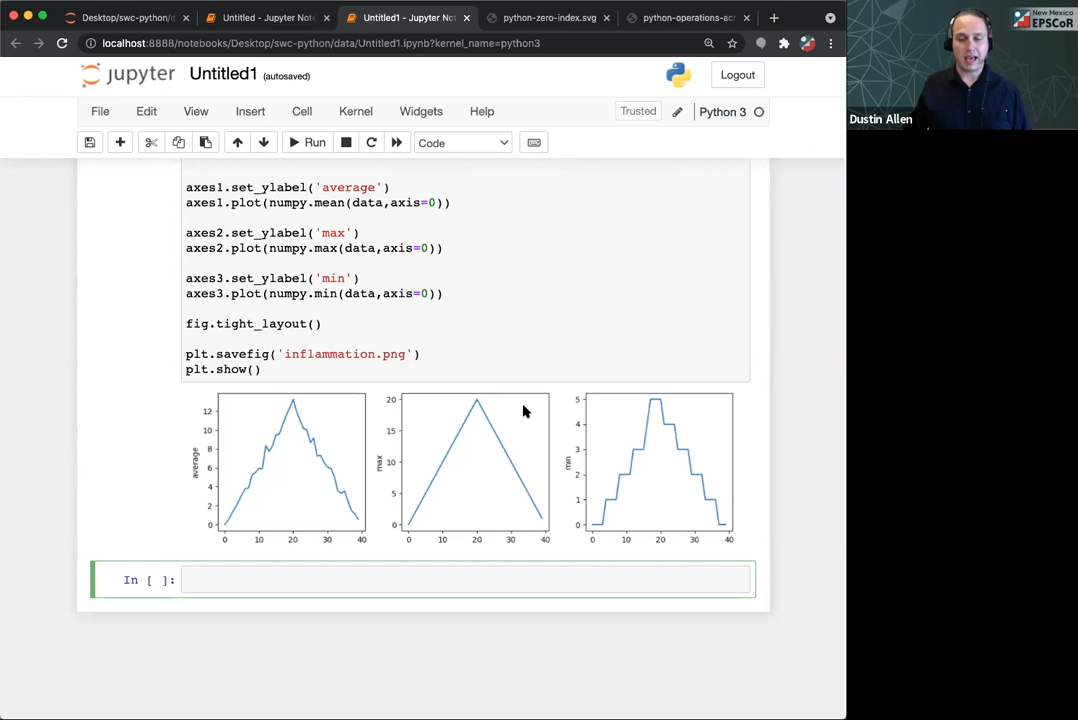 Desktop/swc-python/d
Untitled - Jupyter Not
Untitled1 - Jupyter Not
python-zero-index.svg
python-operations-acr
localhost:8888/notebooks/Desktop/swc-python/data/Untitled1.ipynb?kernel_name=python3
New Mexico
EPSCoR
Dustin Allen
jupyter Untitled1 (autosaved)
Logout
File Edit View Insert Cell Kernel Widgets Help
Trusted Python 3
Run Code
axes1.set_ylabel('average')
axes1.plot(numpy.mean(data,axis=0))
axes2.set_ylabel('max')
axes2.plot(numpy.max(data,axis=0))
axes3.set_ylabel('min')
axes3.plot(numpy.min(data,axis=0))
fig.tight_layout()
plt.savefig('inflammation.png')
plt.show()
average
12
10
8
6
4
2
0
0 10 20 30 40
max
20
15
10
5
0
0 10 20 30 40
min
5
4
3
2
1
0
0 10 20 30 40
In [ ]: